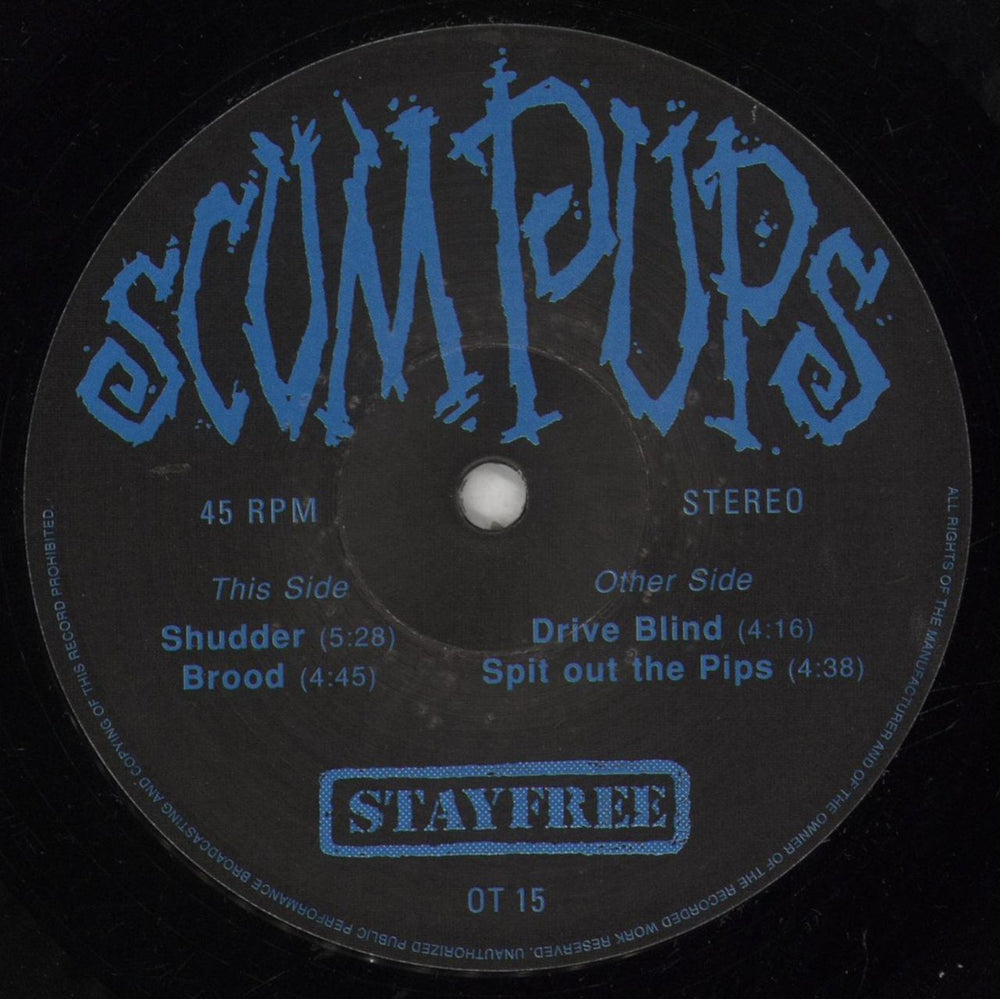 SCUM PUPS
45 RPM
STEREO
This Side
Shudder (5:28)
Brood (4:45)
Other Side
Drive Blind (4:16)
Spit out the Pips (4:38)
STAYFREE
OT 15
ALL RIGHTS OF THE MANUFACTURER AND OF THE OWNER OF THE RECORDED WORK RESERVED. UNAUTHORIZED PUBLIC PERFORMANCE BROADCASTING AND COPYING OF THIS RECORD PROHIBITED.